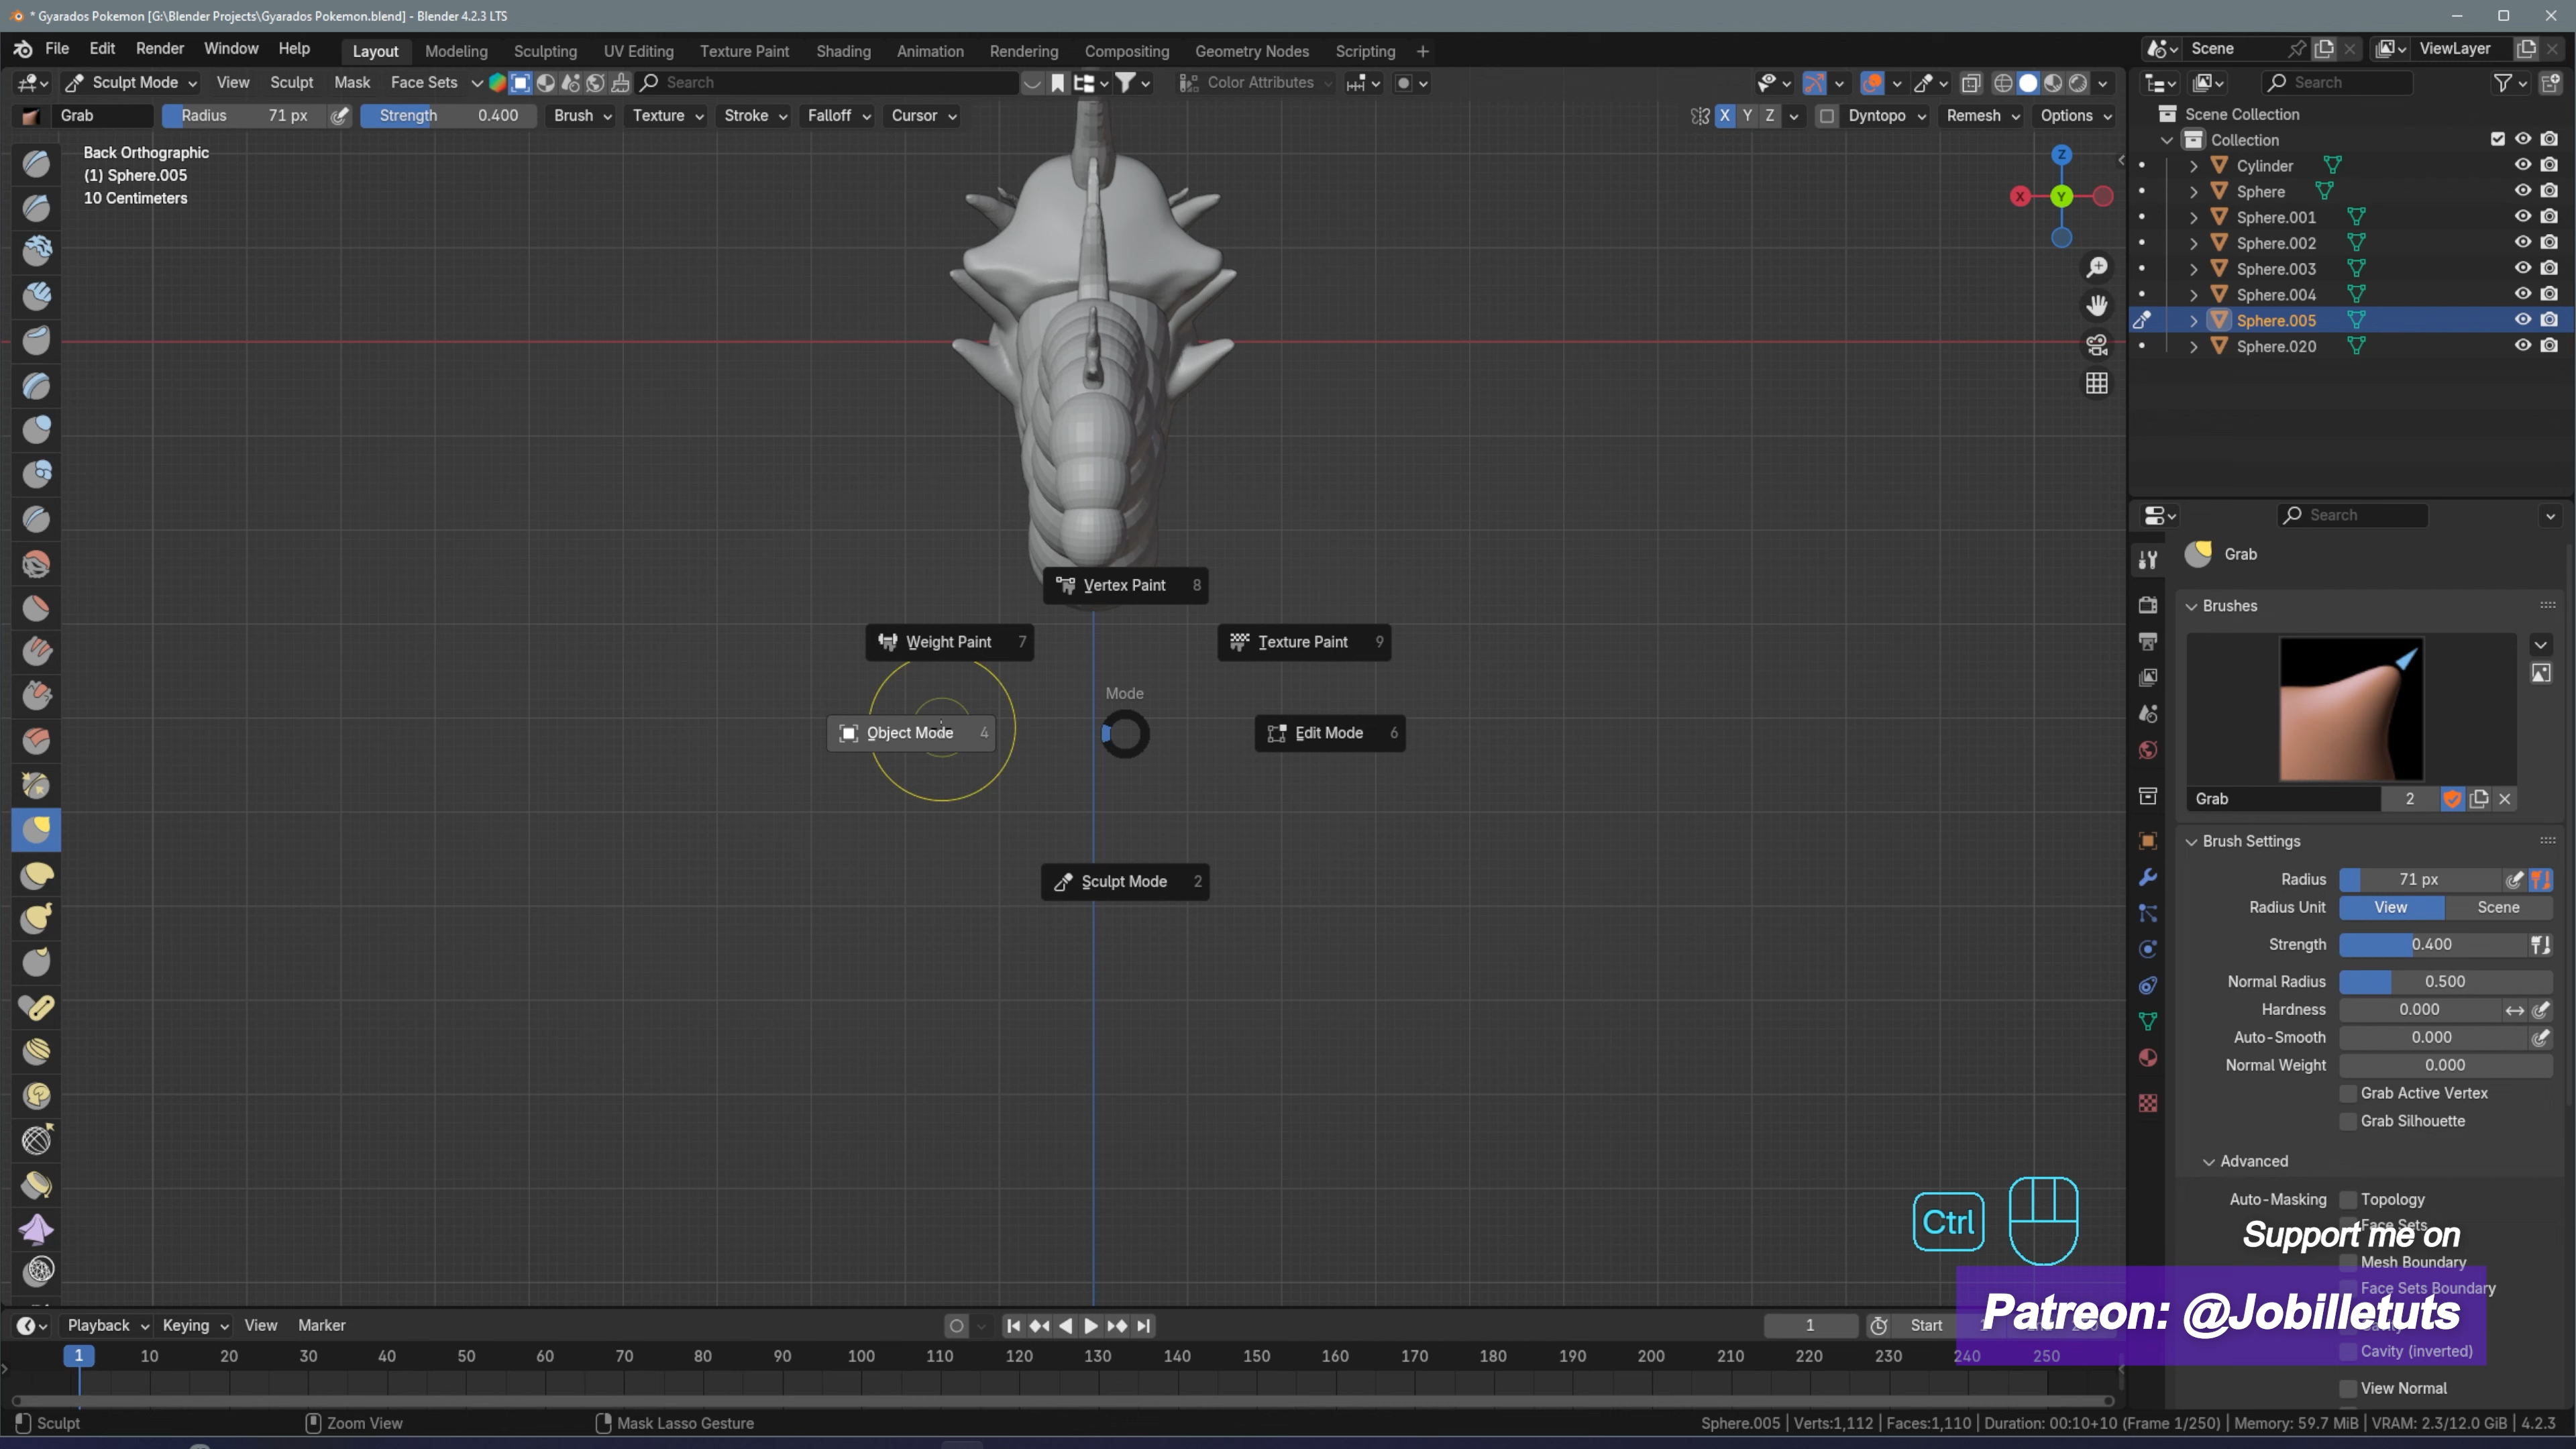 * Gyarados Pokemon [G:\Blender Projects\Gyarados Pokemon.blend] - Blender 4.2.3 LTS
File Edit Render Window Help Layout Modeling Sculpting UV Editing Texture Paint Shading Animation Rendering Compositing Geometry Nodes Scripting + Scene ViewLayer
Sculpt Mode View Sculpt Mask Face Sets Search Color Attributes Search
Grab Radius 71 px Strength 0.400 Brush Texture Stroke Falloff Cursor X Y Z Dyntopo Remesh Options
Scene Collection
Collection
Cylinder
Sphere
Sphere.001
Sphere.002
Sphere.003
Sphere.004
Sphere.005
Sphere.020
Back Orthographic
(1) Sphere.005
10 Centimeters
Z
X Y
Vertex Paint 8
Weight Paint 7
Texture Paint 9
Mode
Object Mode 4
Edit Mode 6
Sculpt Mode 2
Search
Grab
Brushes
Grab 2
Brush Settings
Radius 71 px
Radius Unit View Scene
Strength 0.400
Normal Radius 0.500
Hardness 0.000
Auto-Smooth 0.000
Normal Weight 0.000
Grab Active Vertex
Grab Silhouette
Advanced
Auto-Masking Topology
Face Sets
Mesh Boundary
Face Sets Boundary
Cavity (inverted)
View Normal
Ctrl
Support me on
Patreon: @Jobilletuts
Playback Keying View Marker 1 Start
1 10 20 30 40 50 60 70 80 90 100 110 120 130 140 150 160 170 180 190 200 210 220 230 240 250
Sculpt Zoom View Mask Lasso Gesture Sphere.005 | Verts:1,112 | Faces:1,110 | Duration: 00:10+10 (Frame 1/250) | Memory: 59.7 MiB | VRAM: 2.3/12.0 GiB | 4.2.3